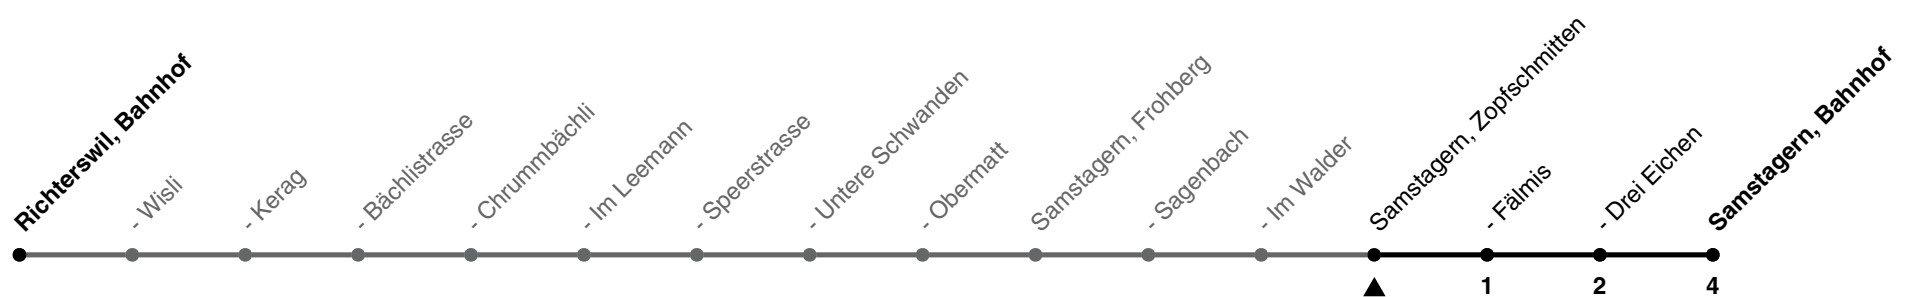 Richterswil, Bahnhof
- Wisli
- Kerag
- Bächlistrasse
- Chrummbächli
- Im Leemann
- Speerstrasse
- Untere Schwanden
- Obermatt
Samstagern, Frohberg
- Sagenbach
- Im Walder
Samstagern, Zopfschmitten
- Fälmis
- Drei Eichen
Samstagern, Bahnhof
1
2
4